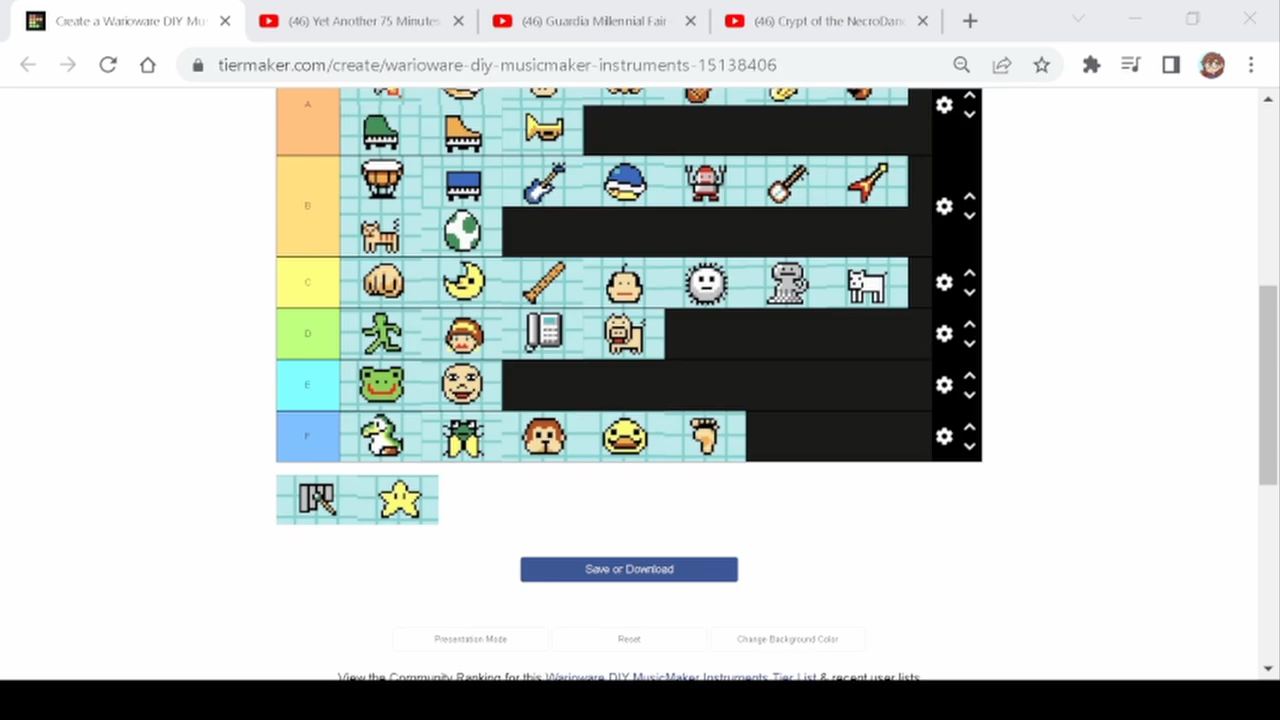 Create a Warioware DIY Mu
(46) Yet Another 75 Minutes
(46) Guardia Millennial Fair
(46) Crypt of the NecroDanc
tiermaker.com/create/warioware-diy-musicmaker-instruments-15138406
A
B
C
D
E
F
Save or Download
Presentation Mode
Reset
Change Background Color
View the Community Ranking for this Warioware DIY MusicMaker Instruments Tier List & recent user lists